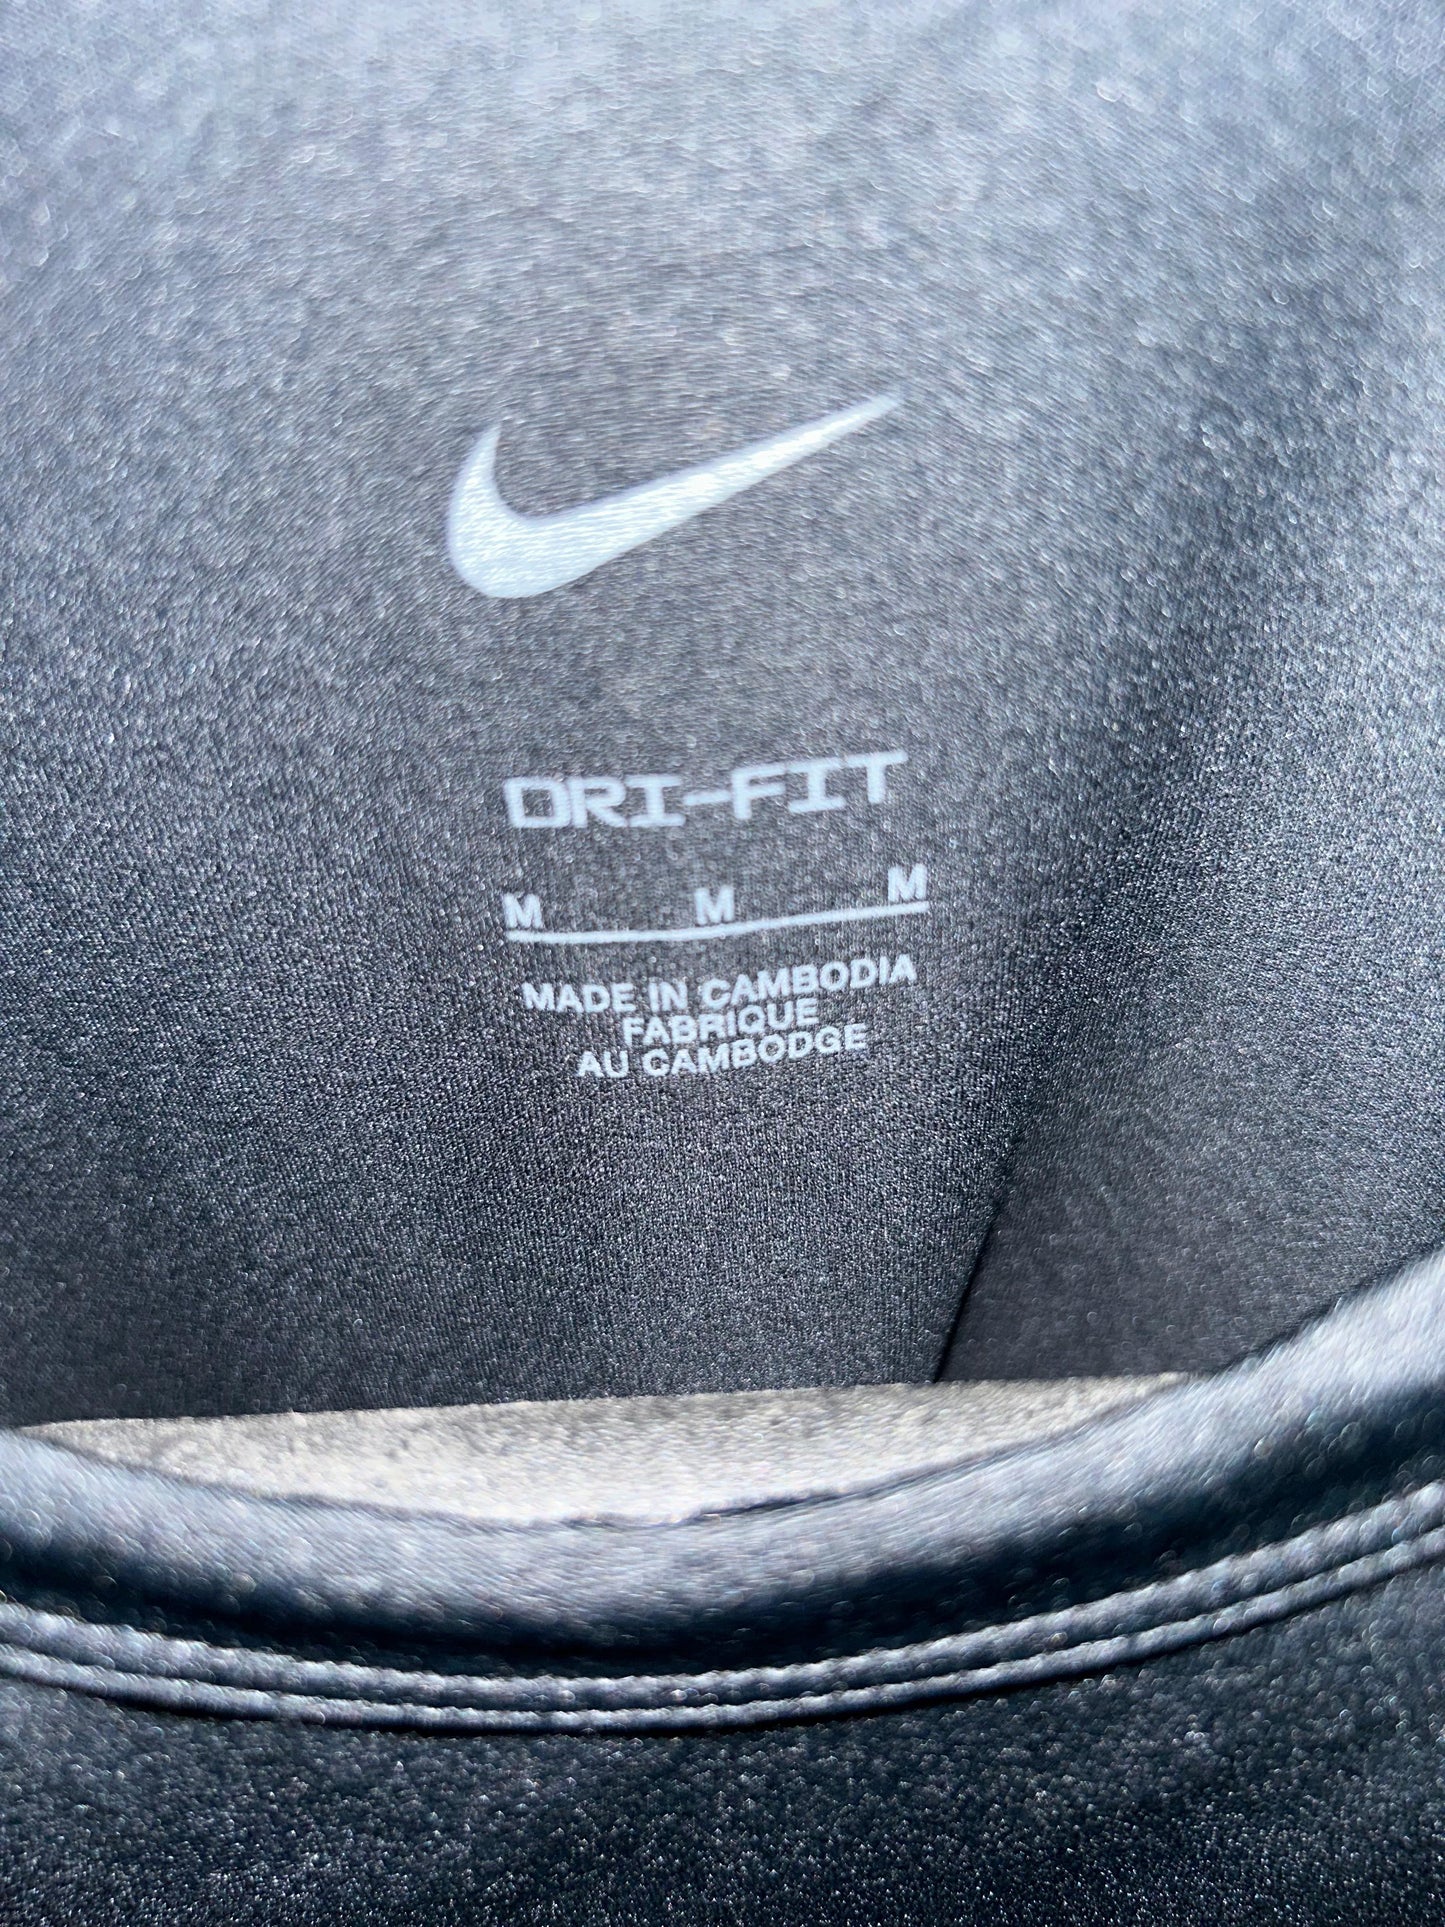 DRI-FIT
M M M
MADE IN CAMBODIA
FABRIQUE
AU CAMBODGE